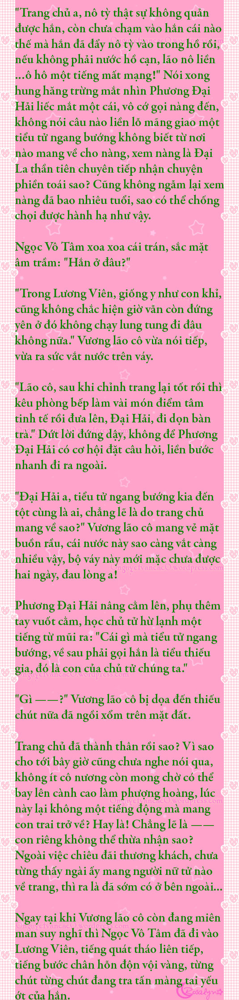 "Trang chủ a, nô tỳ thật sự không quản
được hắn, còn chưa chạm vào hắn cái nào
thế mà hắn đã đẩy nô tỳ vào trong hồ rồi,
nếu không phải nước hồ cạn, lão nô liền
...ô hô một tiếng mất mạng!" Nói xong
hung hăng trừng mắt nhìn Phương Đại
Hải liếc mắt một cái, vô cớ gọi nàng đến,
không nói câu nào liền lỗ mãng giao một
tiểu tử ngang bướng không biết từ nơi
nào mang về cho nàng, xem nàng là Đại
La thần tiên chuyên tiếp nhận chuyện
phiền toái sao? Cũng không ngẫm lại xem
nàng đã bao nhiêu tuổi, sao có thể chống
chọi được hành hạ như vậy.
Ngọc Vô Tâm xoa xoa cái trán, sắc mặt
âm trầm: "Hắn ở đâu?"
"Trong Lương Viên, giống y như con khỉ,
cũng không chắc hiện giờ vẫn còn đứng
yên ở đó không chạy lung tung đi đâu
không nữa." Vương lão cô vừa nói tiếp,
vừa ra sức vắt nước trên váy.
"Lão cô, sau khi chỉnh trang lại tốt rồi thì
kêu phòng bếp làm vài món điểm tâm
tinh tế rồi đưa lên, Đại Hải, đi dọn bàn
trà." Dứt lời đứng dậy, không để Phương
Đại Hải có cơ hội đặt câu hỏi, liền bước
nhanh đi ra ngoài.
"Đại Hải a, tiểu tử ngang bướng kia đến
tột cùng là ai, chẳng lẽ là do trang chủ
mang về sao?" Vương lão cô mang vẻ mặt
buồn rầu, cái nước này sao càng vắt càng
nhiều vậy, bộ váy này mới mặc chưa được
hai ngày, đau lòng a!
Phương Đại Hải nâng cằm lên, phụ thêm
tay vuốt cằm, học chủ tử hừ lạnh một
tiếng từ mũi ra: "Cái gì mà tiểu tử ngang
bướng, về sau phải gọi hắn là tiểu thiếu
gia, đó là con của chủ tử chúng ta."
"Gì ——?" Vương lão cô bị dọa đến thiếu
chút nữa đã ngồi xổm trên mặt đất.
Trang chủ đã thành thân rồi sao? Vì sao
cho tới bây giờ cũng chưa nghe nói qua,
không ít cô nương còn mong chờ có thể
bay lên cành cao làm phượng hoàng, lúc
này lại không một tiếng động mà mang
con trai trở về? Hay là! Chẳng lẽ là ——
con riêng không thể thừa nhận sao?
Ngoài việc chiêu đãi thương khách, chưa
từng thấy ngài ấy mang người nữ tử nào
về trang, thì ra là đã sớm có ở bên ngoài...
Ngay tại khi Vương lão cô còn đang miên
man suy nghĩ thì Ngọc Vô Tâm đã đi vào
Lương Viên, tiếng quát tháo liên tiếp,
tiếng bước chân hỗn độn vội vàng, từng
chút từng chút đang tra tấn màng tai yếu
ớt của hắn.
Rosalyn